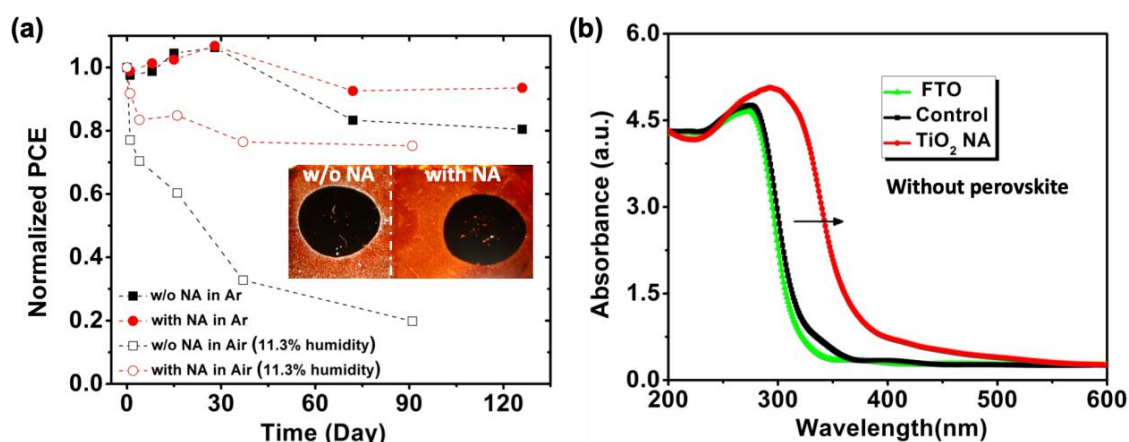 (a)
Normalized PCE
1.0
0.8
0.6
0.4
0.2
0.0
w/o NA with NA
w/o NA in Ar
with NA in Ar
w/o NA in Air (11.3% humidity)
with NA in Air (11.3% humidity)
0 30 60 90 120
Time (Day)
(b)
Absorbance (a.u.)
6.0
4.5
3.0
1.5
0.0
FTO
Control
TiO₂ NA
Without perovskite
200 300 400 500 600
Wavelength(nm)